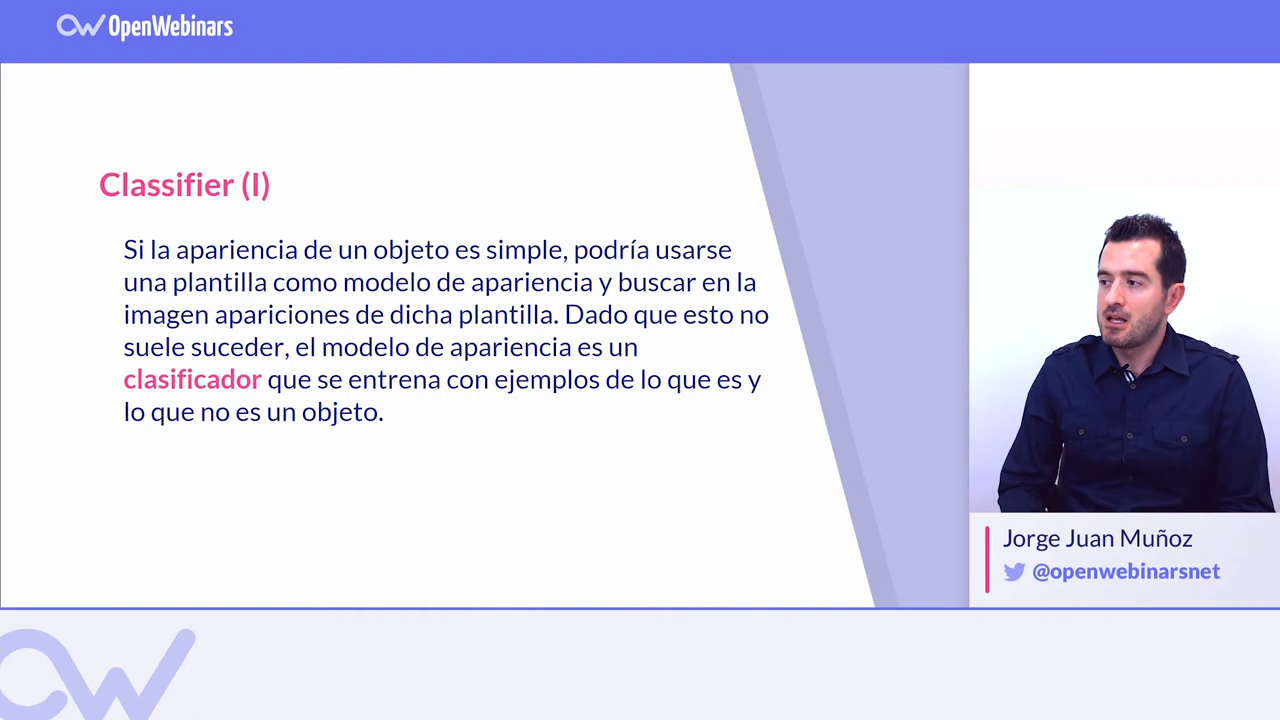 OpenWebinars
Classifier (I)
Si la apariencia de un objeto es simple, podría usarse
una plantilla como modelo de apariencia y buscar en la
imagen apariciones de dicha plantilla. Dado que esto no
suele suceder, el modelo de apariencia es un
clasificador que se entrena con ejemplos de lo que es y
lo que no es un objeto.
Jorge Juan Muñoz
@openwebinarsnet